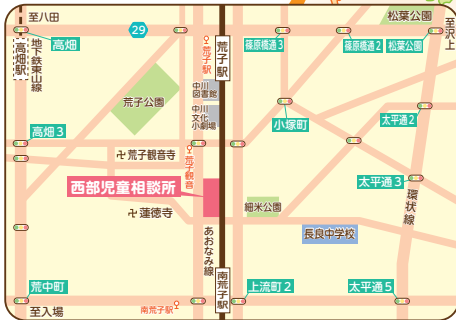 至八田
29
松葉公園
至沢上
高畑
高畑駅
地下鉄東山線
荒子駅
荒子駅
篠原橋通3
篠原橋通2
松葉公園
荒子公園
中川
図書館
中川
文化
小劇場
小塚町
太平通2
高畑3
卍荒子観音寺
荒子観音
西部児童相談所
太平通3
環状線
卍蓮徳寺
細米公園
長良中学校
あおなみ線
荒中町
南荒子駅
上流町2
太平通5
至入場
南荒子駅